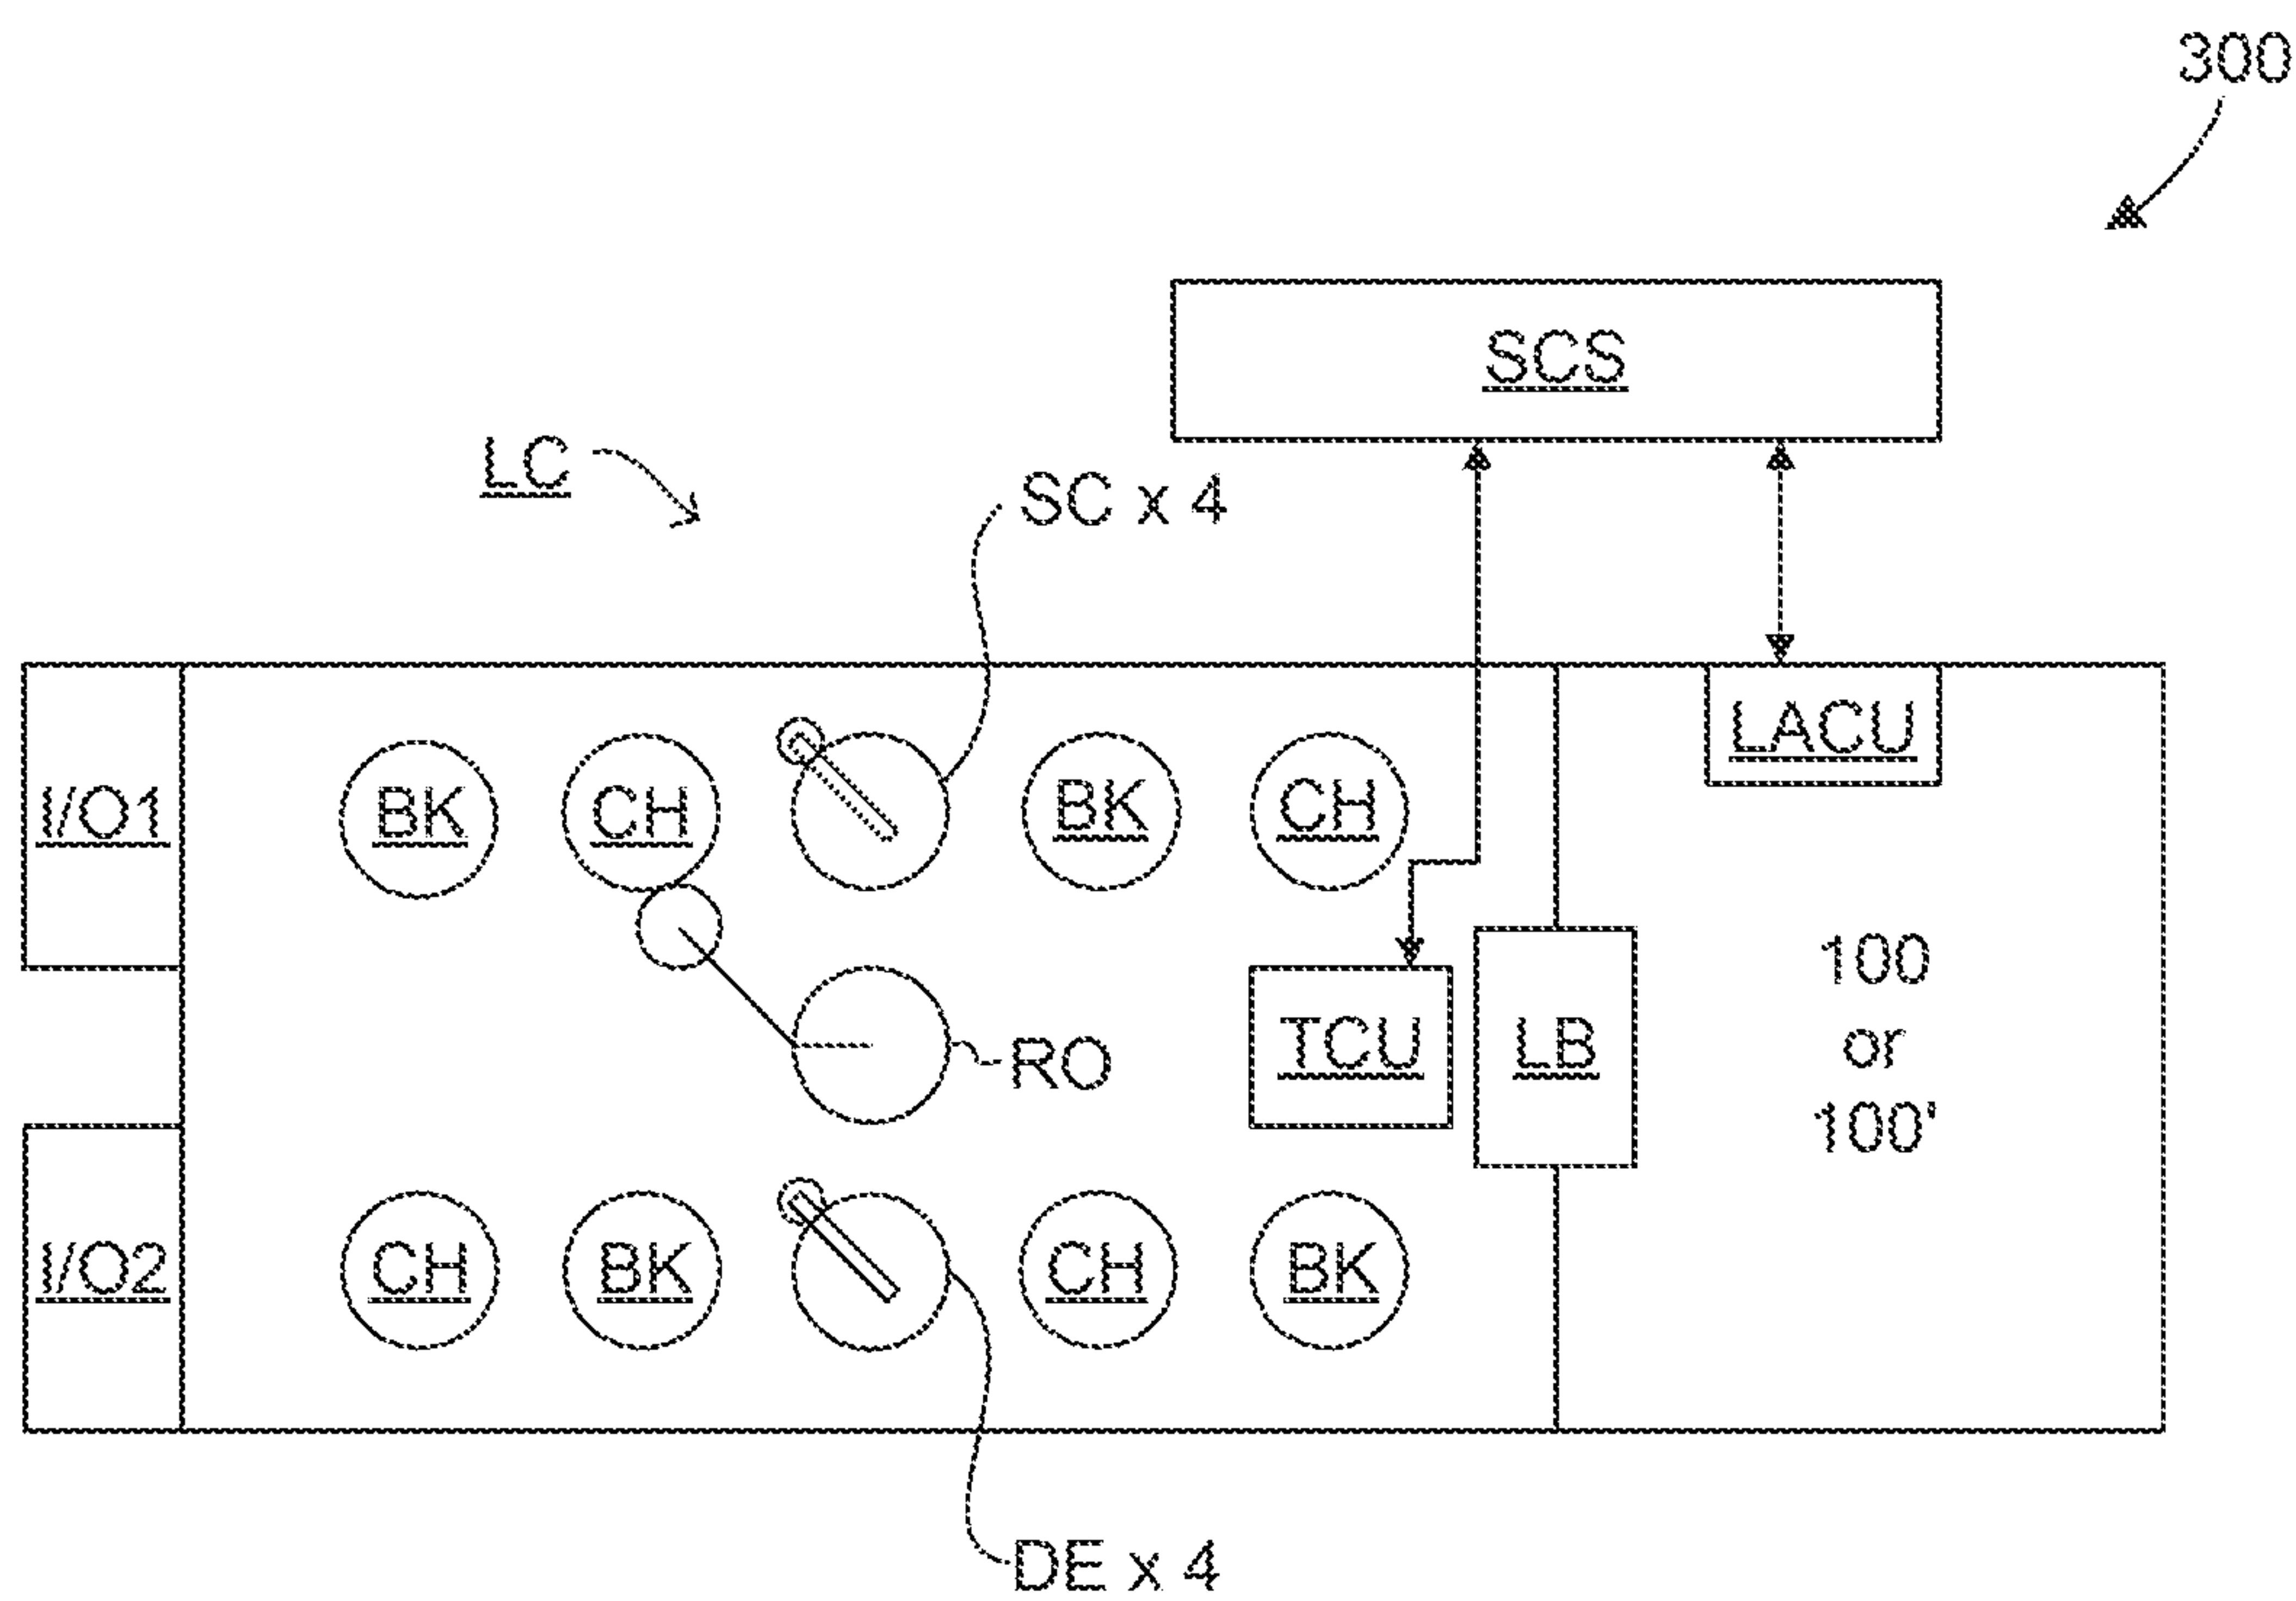 300
SCS
LC
SC x 4
LACU
I/O1
BK
CH
BK
CH
100
or
100'
TCU
LB
RO
I/O2
CH
BK
CH
BK
DE x 4